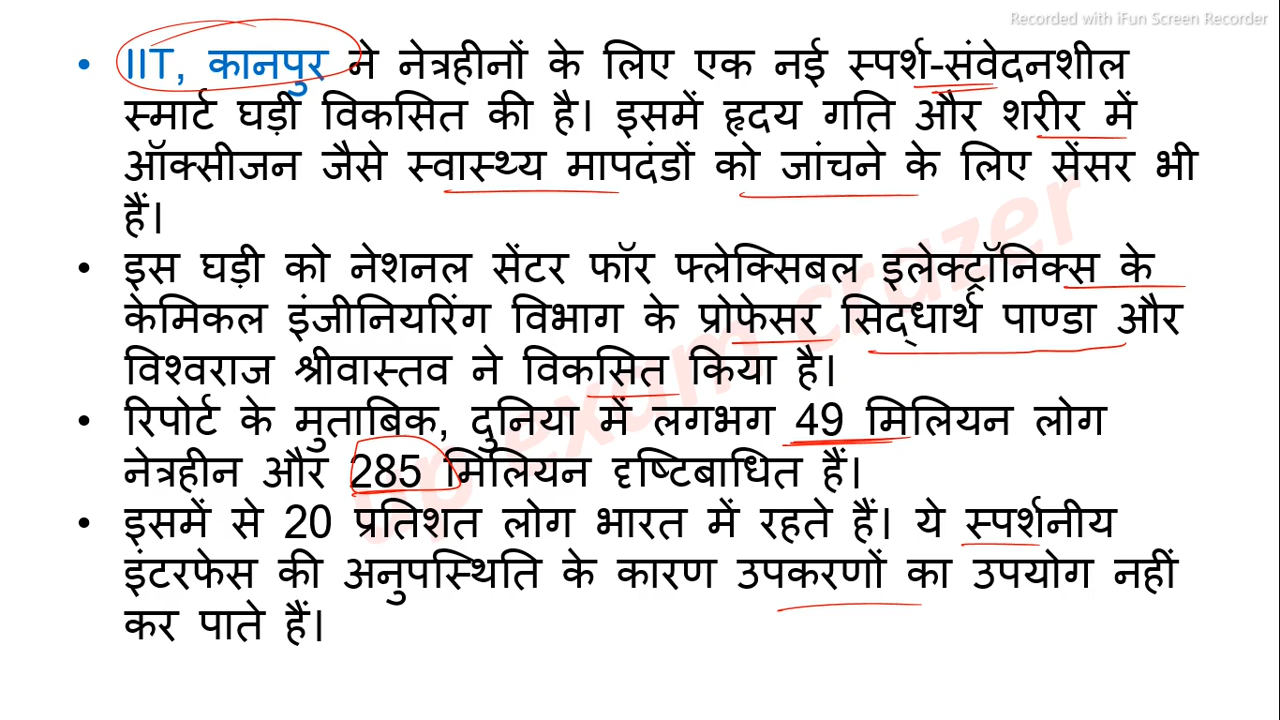 Recorded with iFun Screen Recorder
• IIT, कानपुर ने नेत्रहीनों के लिए एक नई स्पर्श-संवेदनशील
स्मार्ट घड़ी विकसित की है। इसमें हृदय गति और शरीर में
ऑक्सीजन जैसे स्वास्थ्य मापदंडों को जांचने के लिए सेंसर भी
हैं।
• इस घड़ी को नेशनल सेंटर फॉर फ्लेक्सिबल इलेक्ट्रॉनिक्स के
केमिकल इंजीनियरिंग विभाग के प्रोफेसर सिद्धार्थ पाण्डा और
विश्वराज श्रीवास्तव ने विकसित किया है।
• रिपोर्ट के मुताबिक, दुनिया में लगभग 49 मिलियन लोग
नेत्रहीन और 285 मिलियन दृष्टिबाधित हैं।
• इसमें से 20 प्रतिशत लोग भारत में रहते हैं। ये स्पर्शनीय
इंटरफेस की अनुपस्थिति के कारण उपकरणों का उपयोग नहीं
कर पाते हैं।
exam crazer